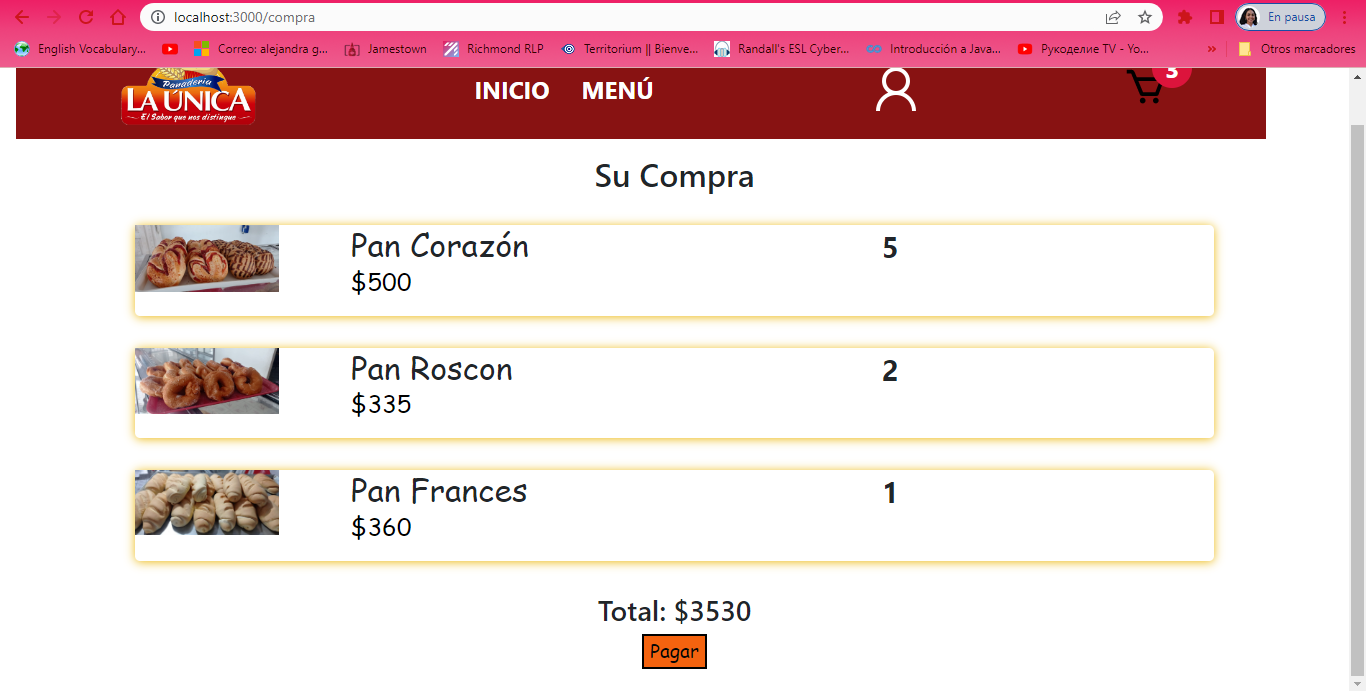 localhost:3000/compra
En pausa
English Vocabulary...
Correo: alejandra g...
Jamestown
Richmond RLP
Territorium || Bienve...
Randall's ESL Cyber...
Introducción a Java...
Рукоделие TV - Yo...
»
Otros marcadores
Panadería
LA ÚNICA
El Sabor que nos distingue
INICIO
MENÚ
3
Su Compra
Pan Corazón
5
$500
Pan Roscon
2
$335
Pan Frances
1
$360
Total: $3530
Pagar